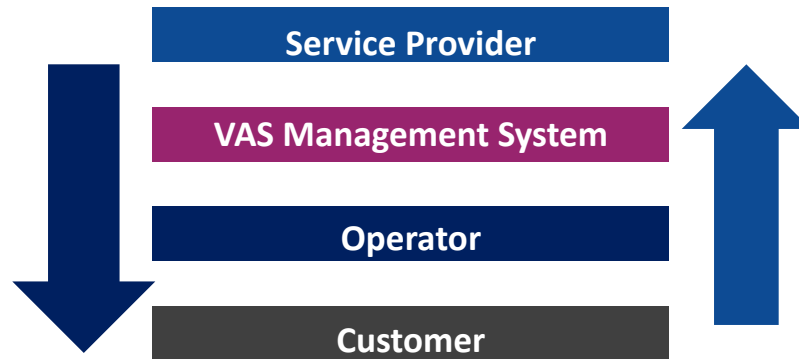 Service Provider
VAS Management System
Operator
Customer